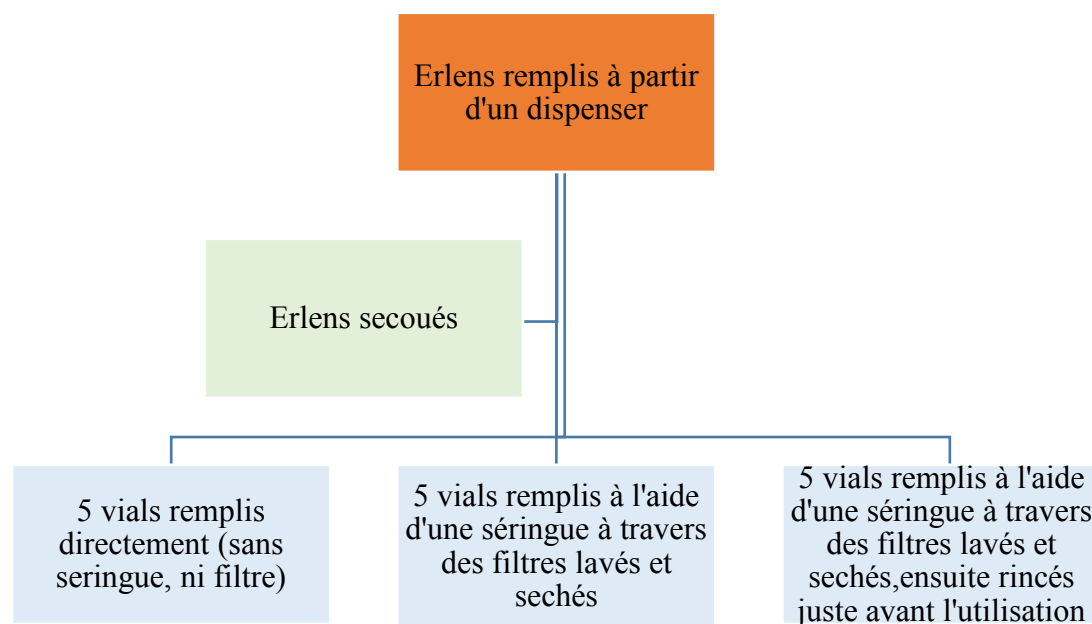 Erlens remplis à partir
d'un dispenser
Erlens secoués
5 vials remplis
directement (sans
seringue, ni filtre)
5 vials remplis à l'aide
d'une séringue à travers
des filtres lavés et
sechés
5 vials remplis à l'aide
d'une séringue à travers
des filtres lavés et
sechés,ensuite rincés
juste avant l'utilisation